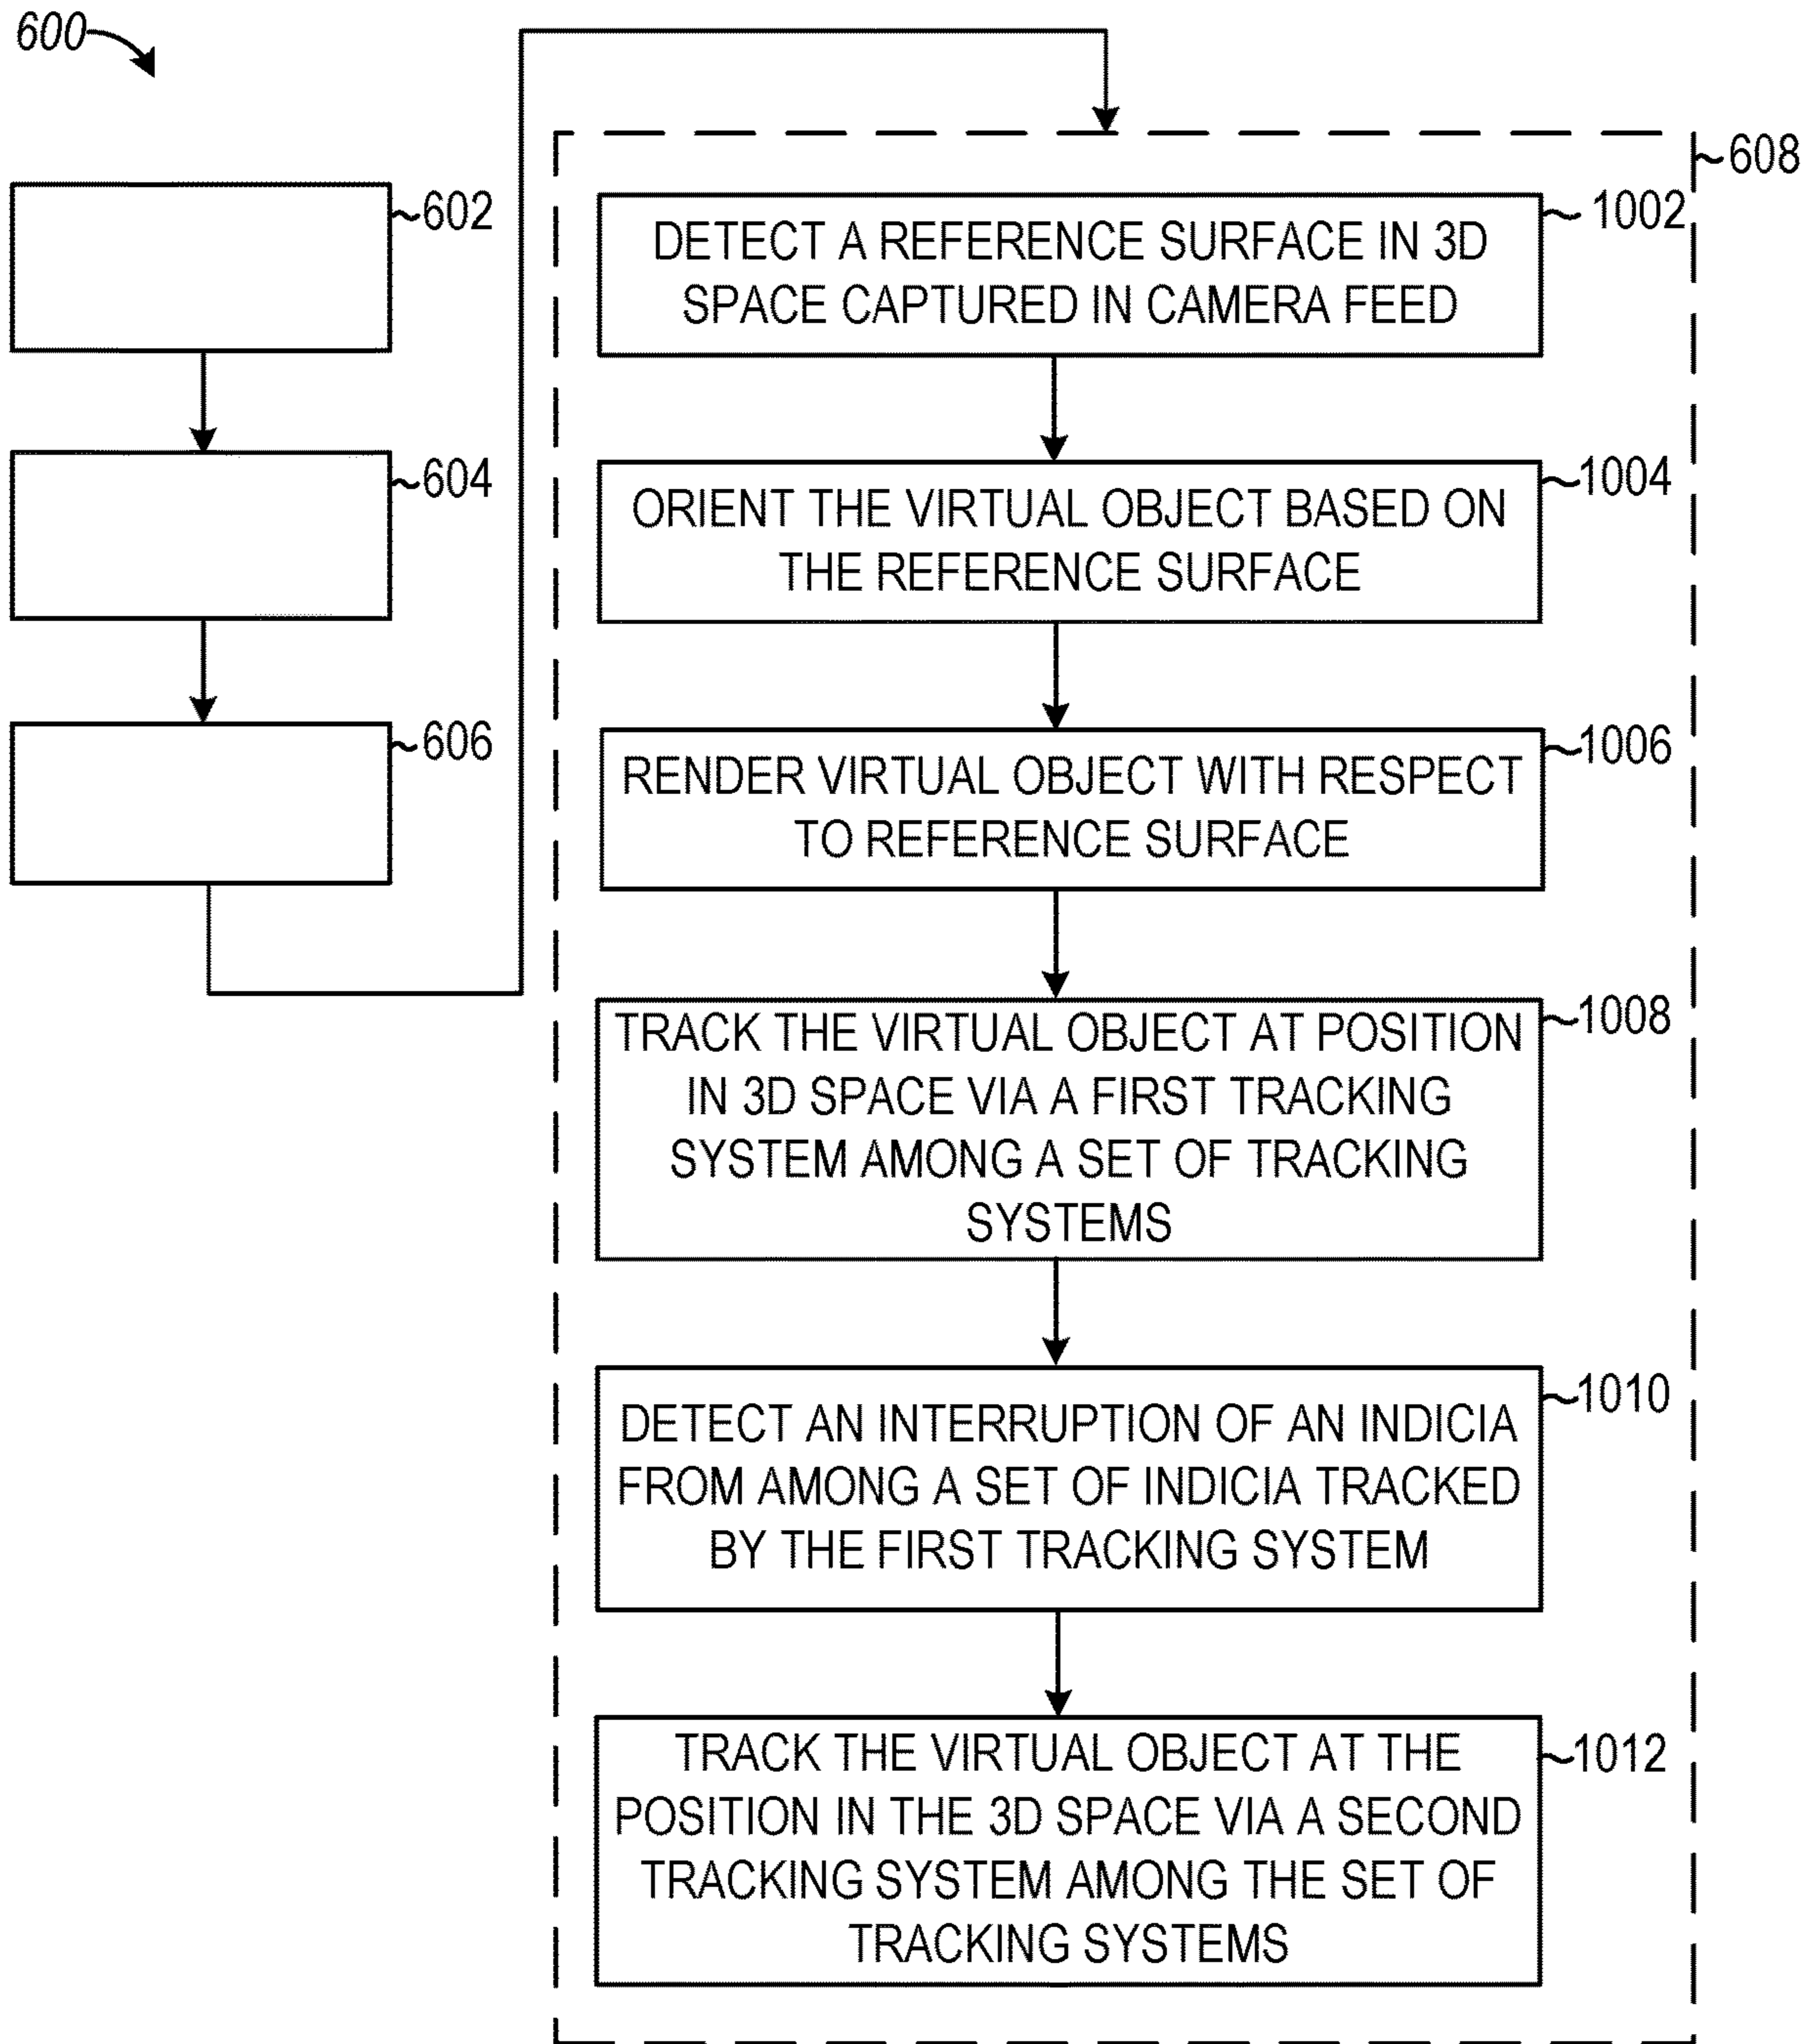 600
602
604
606
608
1002
DETECT A REFERENCE SURFACE IN 3D
SPACE CAPTURED IN CAMERA FEED
1004
ORIENT THE VIRTUAL OBJECT BASED ON
THE REFERENCE SURFACE
1006
RENDER VIRTUAL OBJECT WITH RESPECT
TO REFERENCE SURFACE
1008
TRACK THE VIRTUAL OBJECT AT POSITION
IN 3D SPACE VIA A FIRST TRACKING
SYSTEM AMONG A SET OF TRACKING
SYSTEMS
1010
DETECT AN INTERRUPTION OF AN INDICIA
FROM AMONG A SET OF INDICIA TRACKED
BY THE FIRST TRACKING SYSTEM
1012
TRACK THE VIRTUAL OBJECT AT THE
POSITION IN THE 3D SPACE VIA A SECOND
TRACKING SYSTEM AMONG THE SET OF
TRACKING SYSTEMS